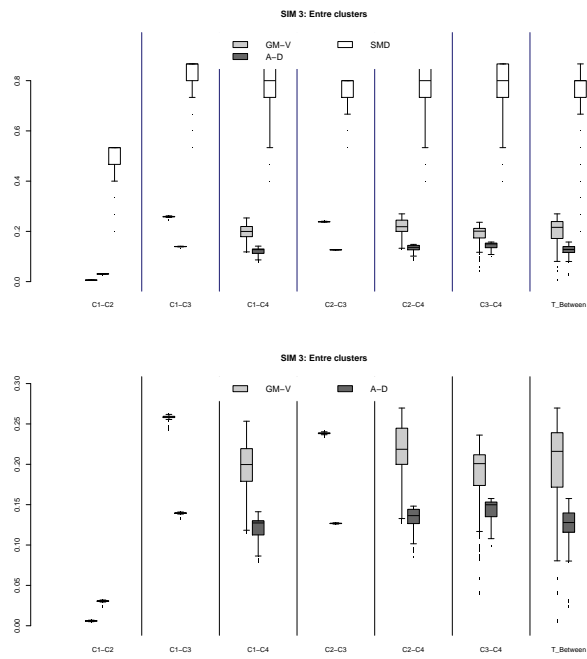 SIM 3: Entre clusters
GM−V SMD
A−D
0.8
0.6
0.4
0.2
0.0
C1−C2 C1−C3 C1−C4 C2−C3 C2−C4 C3−C4 T_Between
SIM 3: Entre clusters
GM−V A−D
0.30
0.25
0.20
0.15
0.10
0.05
0.00
C1−C2 C1−C3 C1−C4 C2−C3 C2−C4 C3−C4 T_Between